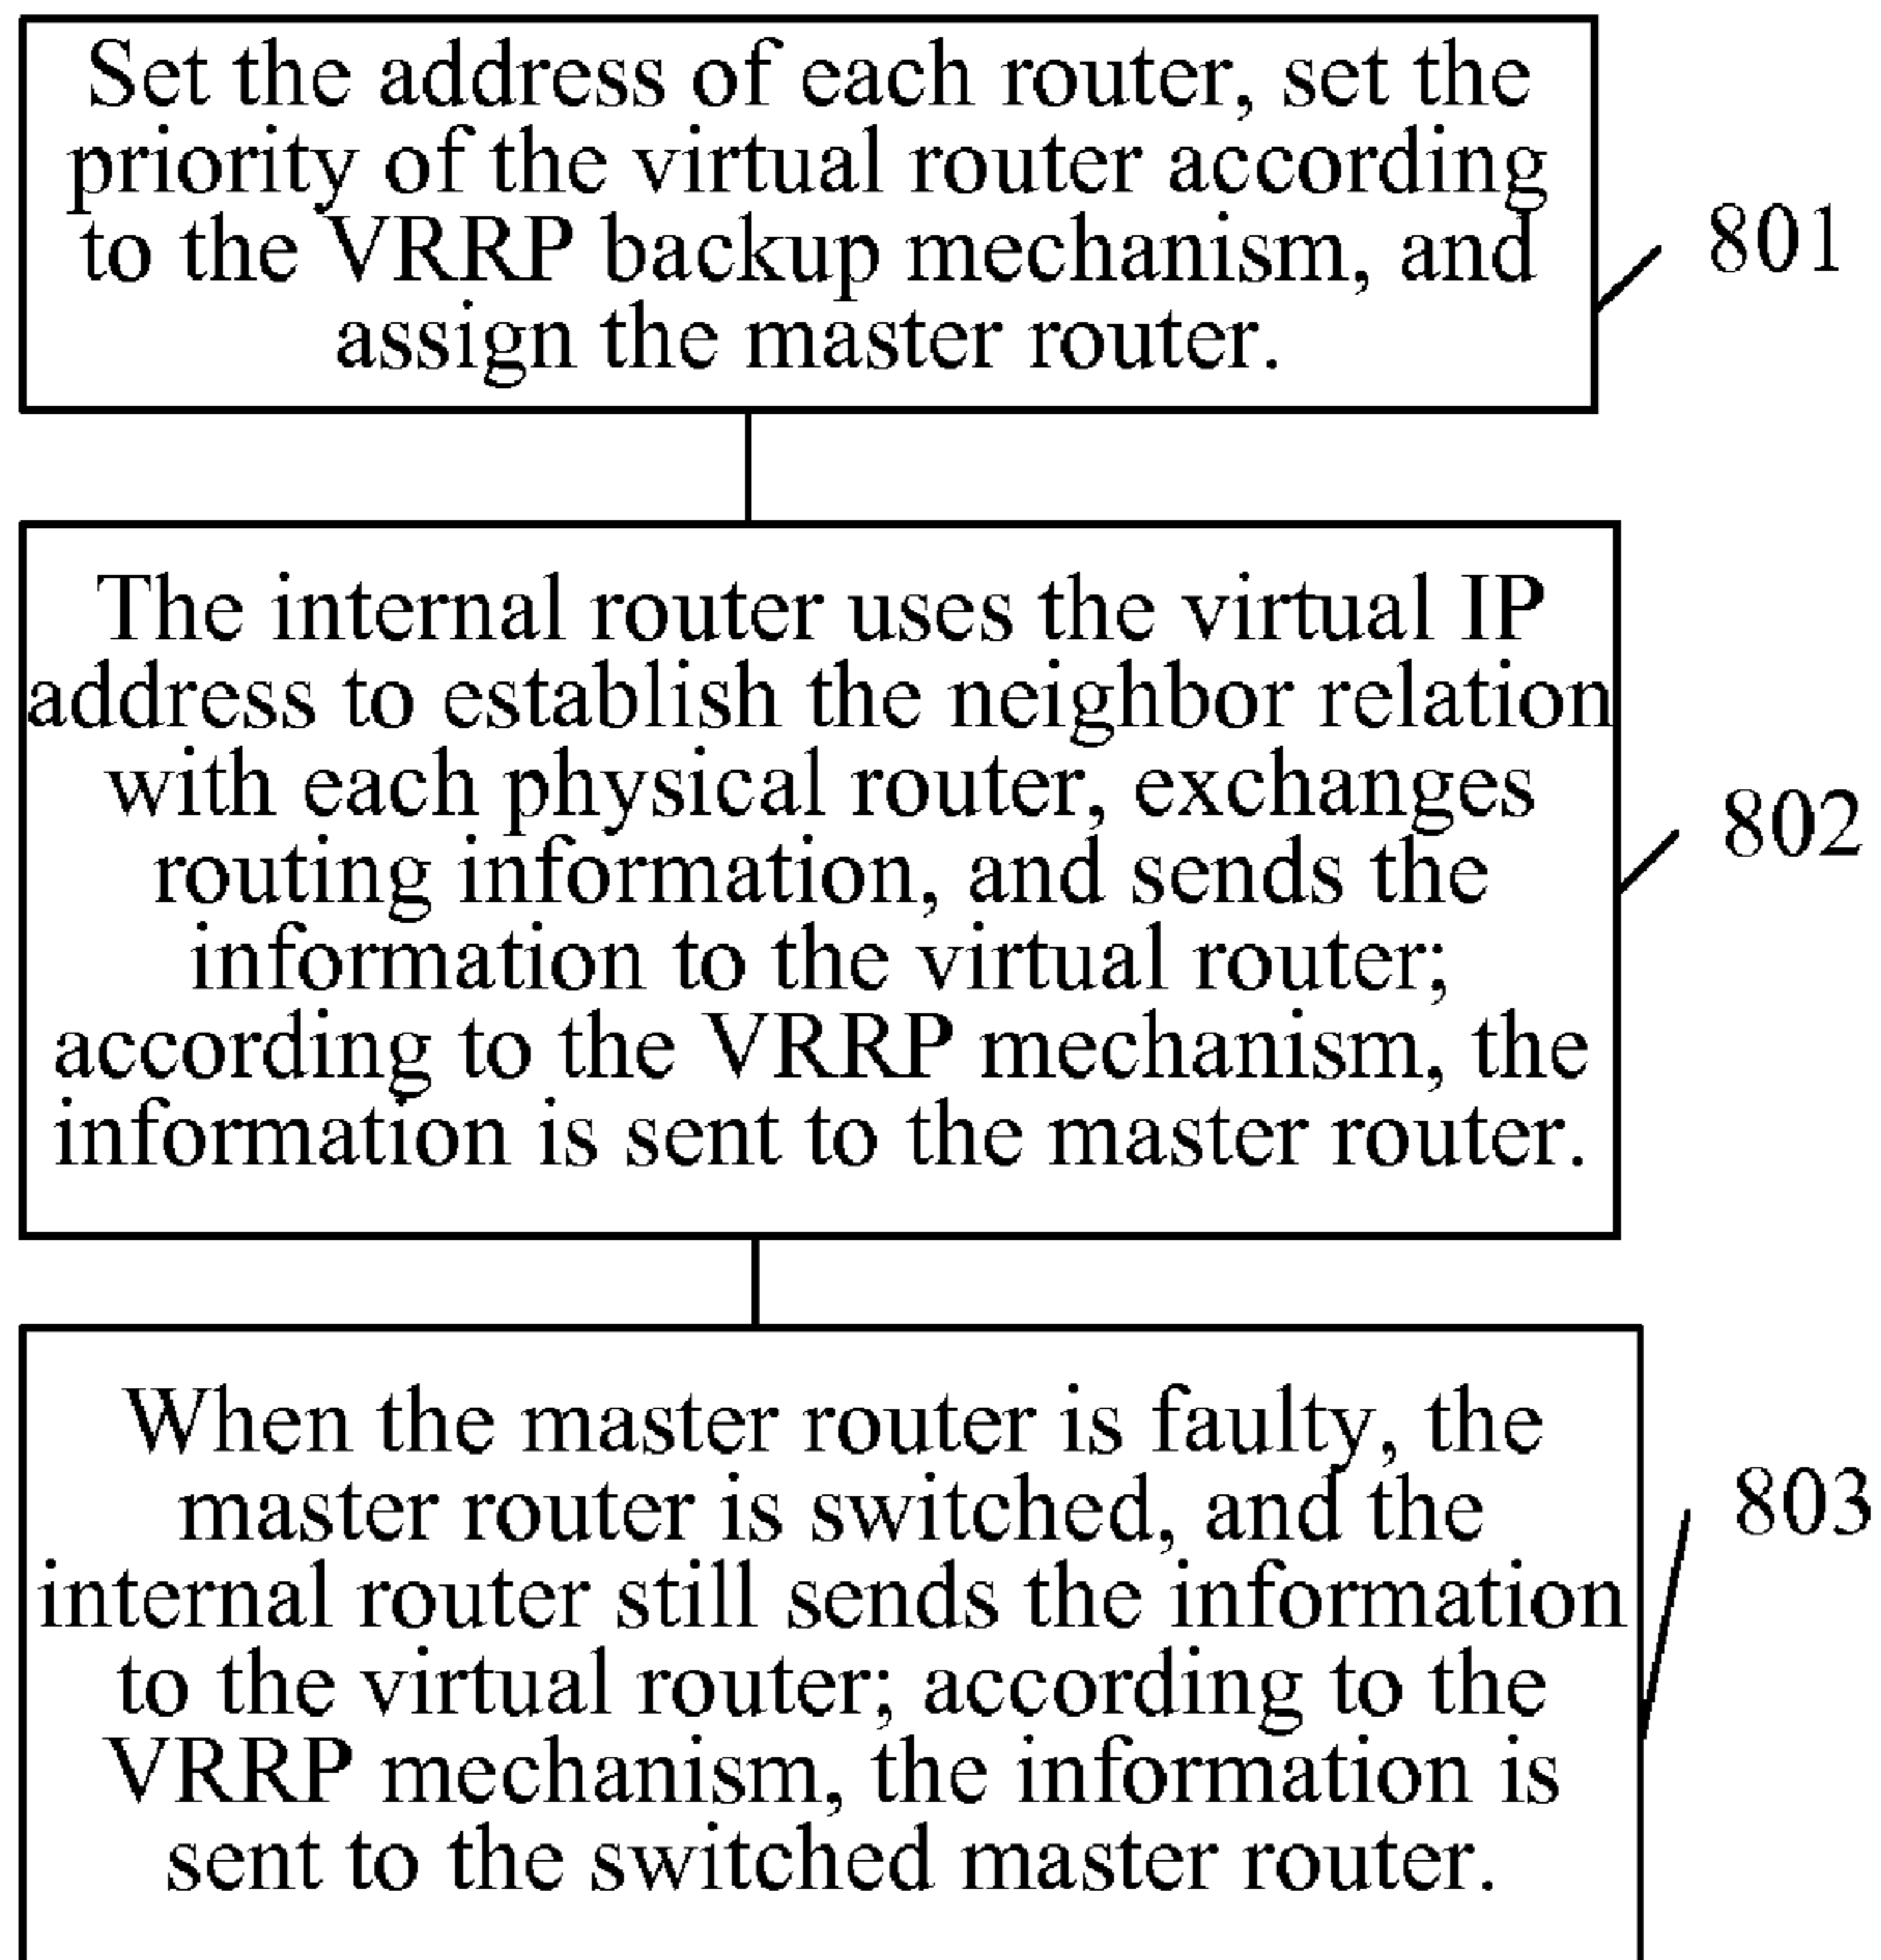 Set the address of each router, set the
priority of the virtual router according
to the VRRP backup mechanism, and
assign the master router.
801
The internal router uses the virtual IP
address to establish the neighbor relation
with each physical router, exchanges
routing information, and sends the
information to the virtual router;
according to the VRRP mechanism, the
information is sent to the master router.
802
When the master router is faulty, the
master router is switched, and the
internal router still sends the information
to the virtual router; according to the
VRRP mechanism, the information is
sent to the switched master router.
803